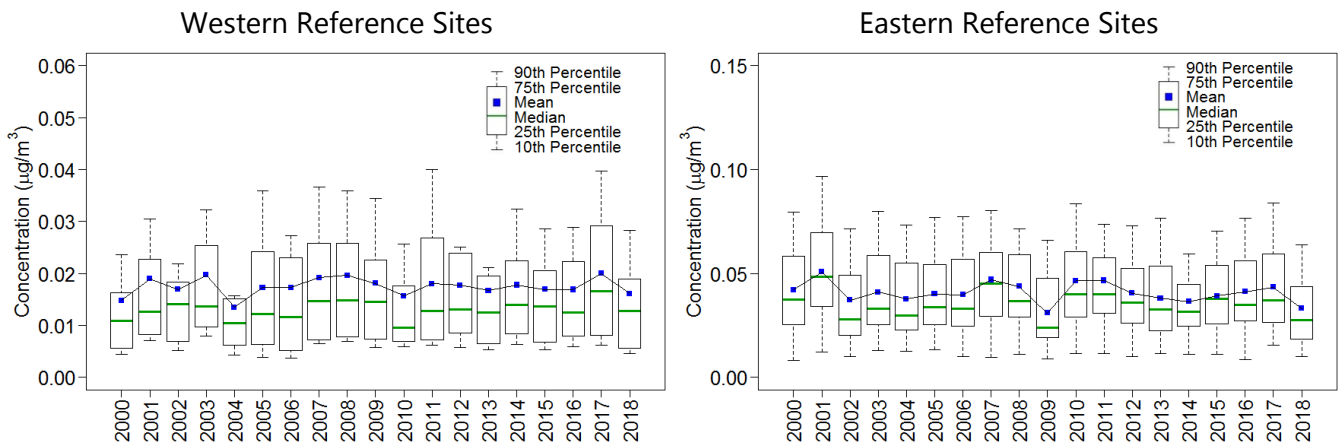 Western Reference Sites
Concentration (µg/m³)
0.06
0.05
0.04
0.03
0.02
0.01
0.00
90th Percentile
75th Percentile
Mean
Median
25th Percentile
10th Percentile
2000 2001 2002 2003 2004 2005 2006 2007 2008 2009 2010 2011 2012 2013 2014 2015 2016 2017 2018
Eastern Reference Sites
Concentration (µg/m³)
0.15
0.10
0.05
0.00
90th Percentile
75th Percentile
Mean
Median
25th Percentile
10th Percentile
2000 2001 2002 2003 2004 2005 2006 2007 2008 2009 2010 2011 2012 2013 2014 2015 2016 2017 2018